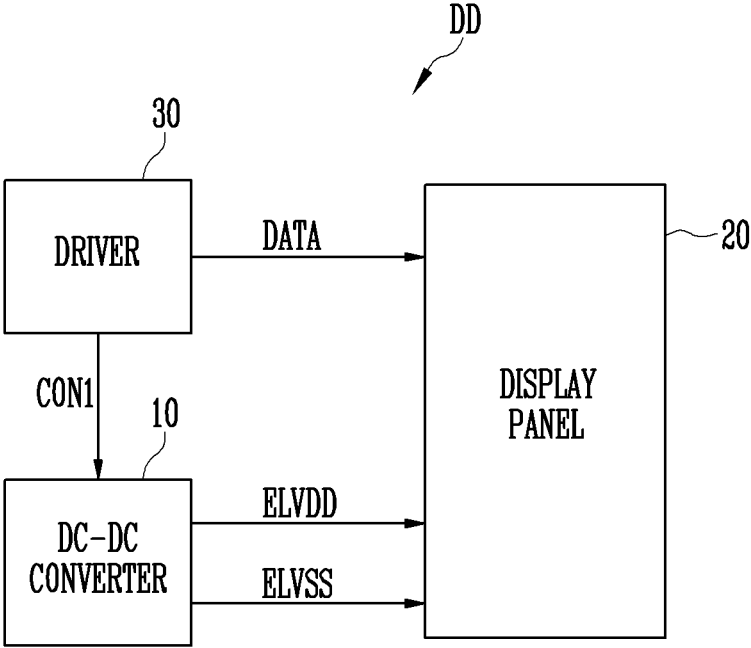 DD
30
DRIVER
DATA
20
CON1
DISPLAY
PANEL
10
DC-DC
CONVERTER
ELVDD
ELVSS